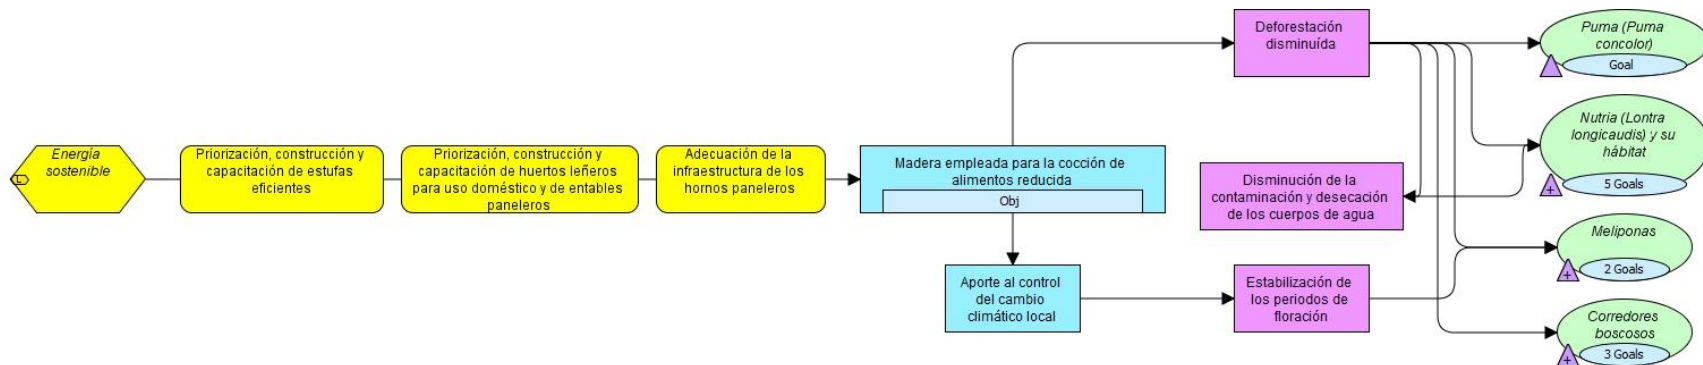 Energía
sostenible
Priorización, construcción y
capacitación de estufas
eficientes
Priorización, construcción y
capacitación de huertos leñeros
para uso doméstico y de entables
paneleros
Adecuación de la
infraestructura de los
hornos paneleros
Madera empleada para la cocción de
alimentos reducida
Obj
Aporte al control
del cambio
climático local
Deforestación
disminuída
Disminución de la
contaminación y desecación
de los cuerpos de agua
Estabilización de
los periodos de
floración
Puma (Puma
concolor)
Goal
Nutria (Lontra
longicaudis) y su
hábitat
5 Goals
Meliponas
2 Goals
Corredores
boscosos
3 Goals